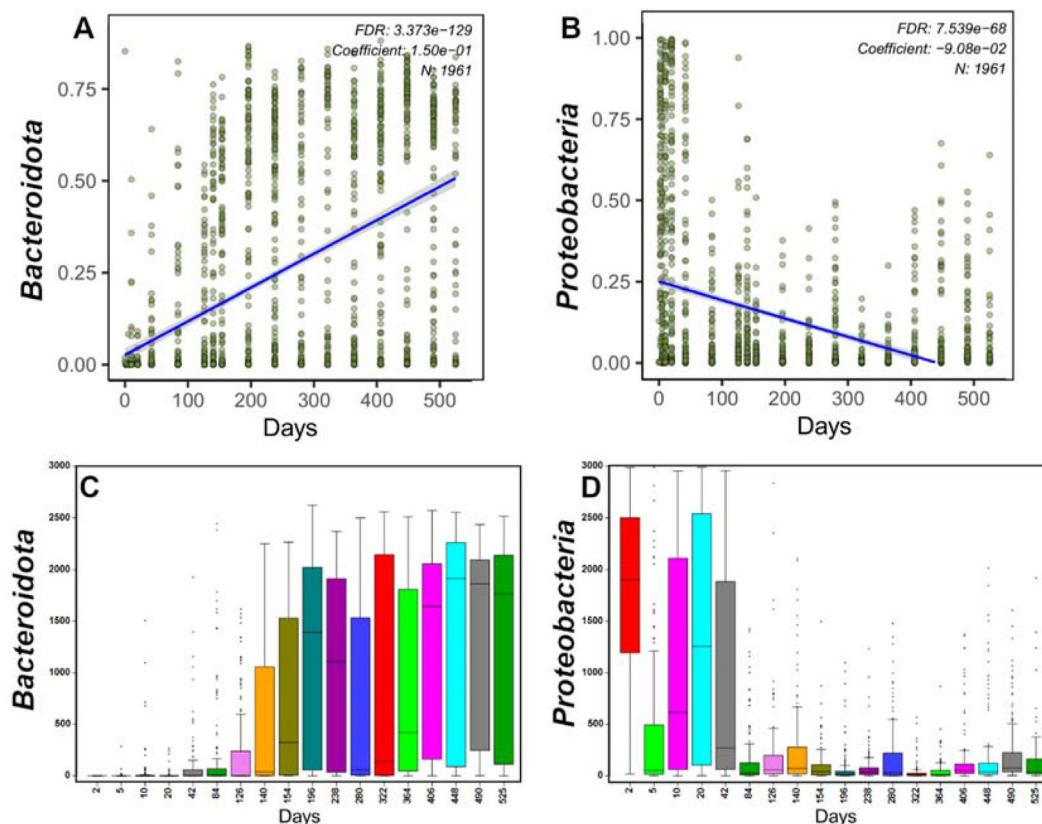 A
FDR: 3.373e−129
Coefficient: 1.50e−01
N: 1961
Bacteroidota
0.75
0.50
0.25
0.00
0 100 200 300 400 500
Days
B
FDR: 7.539e−68
Coefficient: −9.08e−02
N: 1961
Proteobacteria
1.00
0.75
0.50
0.25
0.00
0 100 200 300 400 500
Days
C
Bacteroidota
3000
2500
2000
1500
1000
500
0
2 5 10 20 42 84 126 140 154 196 238 280 322 364 406 448 490 525
Days
D
Proteobacteria
3000
2500
2000
1500
1000
500
0
2 5 10 20 42 84 126 140 154 196 238 280 322 364 406 448 490 525
Days